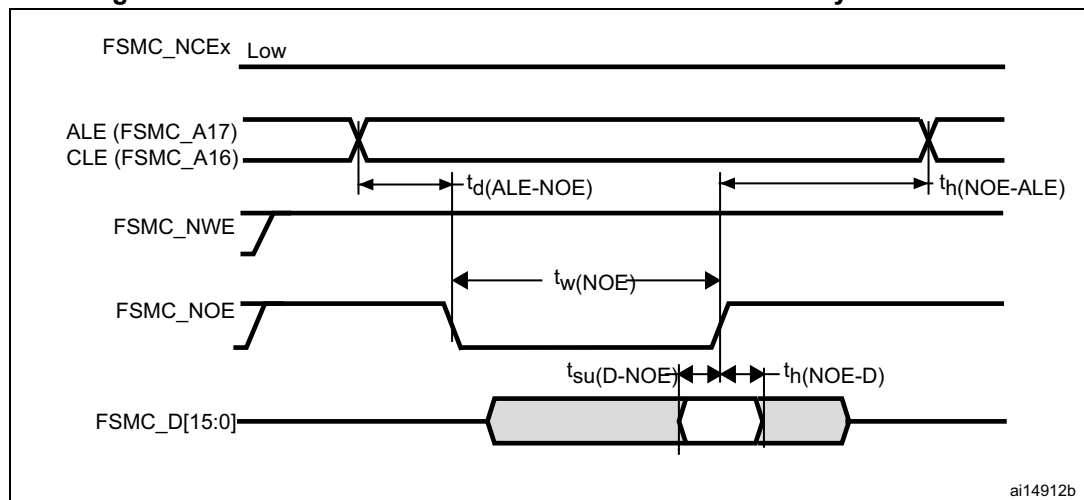 FSMC_NCEx Low
ALE (FSMC_A17)
CLE (FSMC_A16)
td(ALE-NOE)
th(NOE-ALE)
FSMC_NWE
tw(NOE)
FSMC_NOE
tsu(D-NOE)
th(NOE-D)
FSMC_D[15:0]
ai14912b